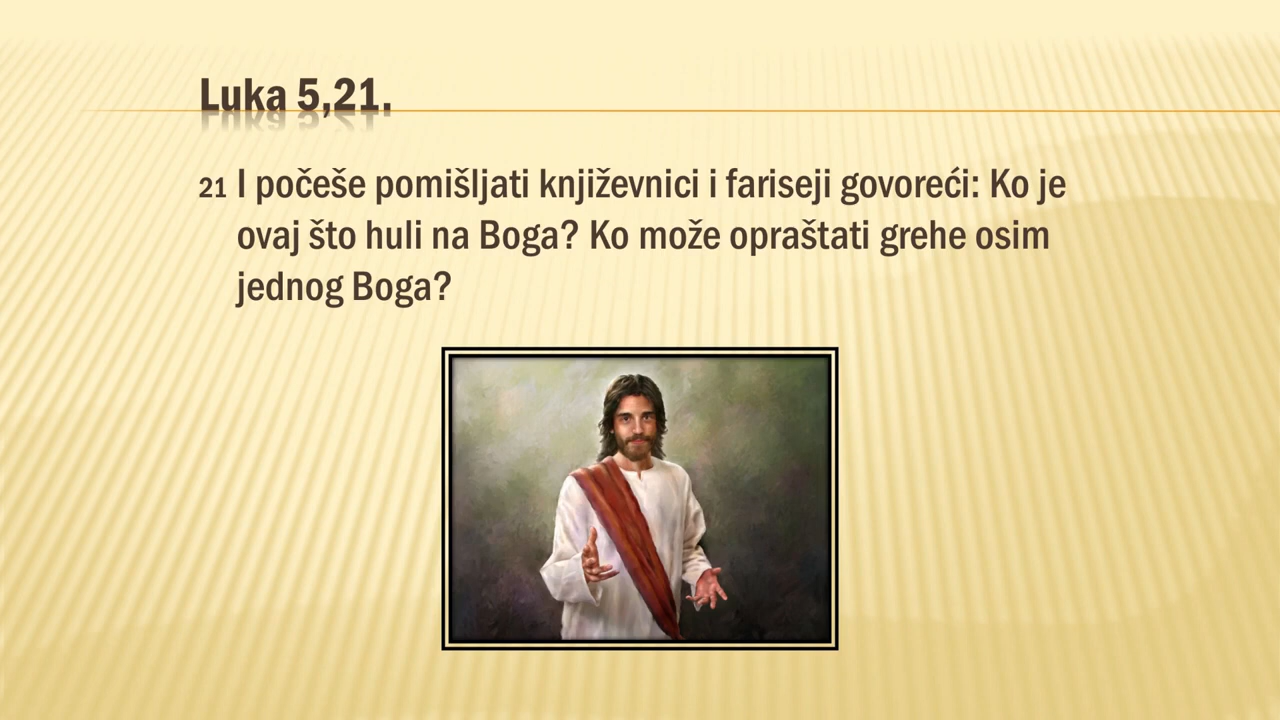 Luka 5,21.
21 I počeše pomišljati književnici i fariseji govoreći: Ko je
ovaj što huli na Boga? Ko može opraštati grehe osim
jednog Boga?